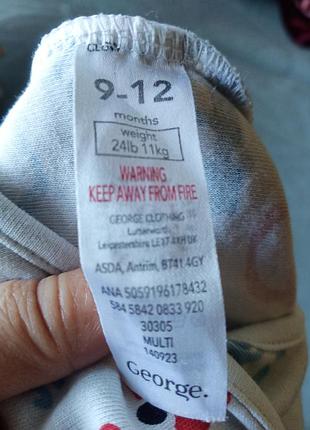 9-12
months
weight
24lb 11kg
WARNING
KEEP AWAY FROM FIRE
GEORGE CLOTHING
Lutterworth
Leicestershire LE17 4XH UK
ASDA, Antrim, BT41 4GY
ANA 5059196178432
584 5842 0833 920
30305
MULTI
140923
George.